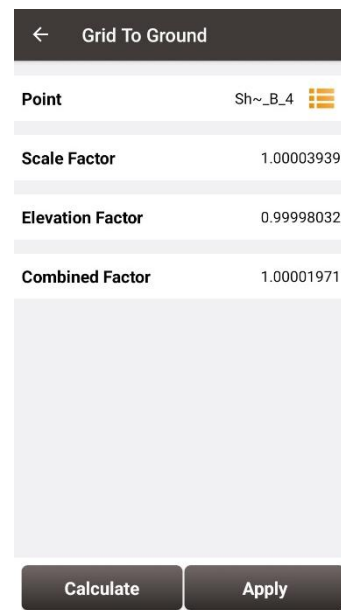 Grid To Ground
Point Sh~_B_4
Scale Factor 1.00003939
Elevation Factor 0.99998032
Combined Factor 1.00001971
Calculate Apply